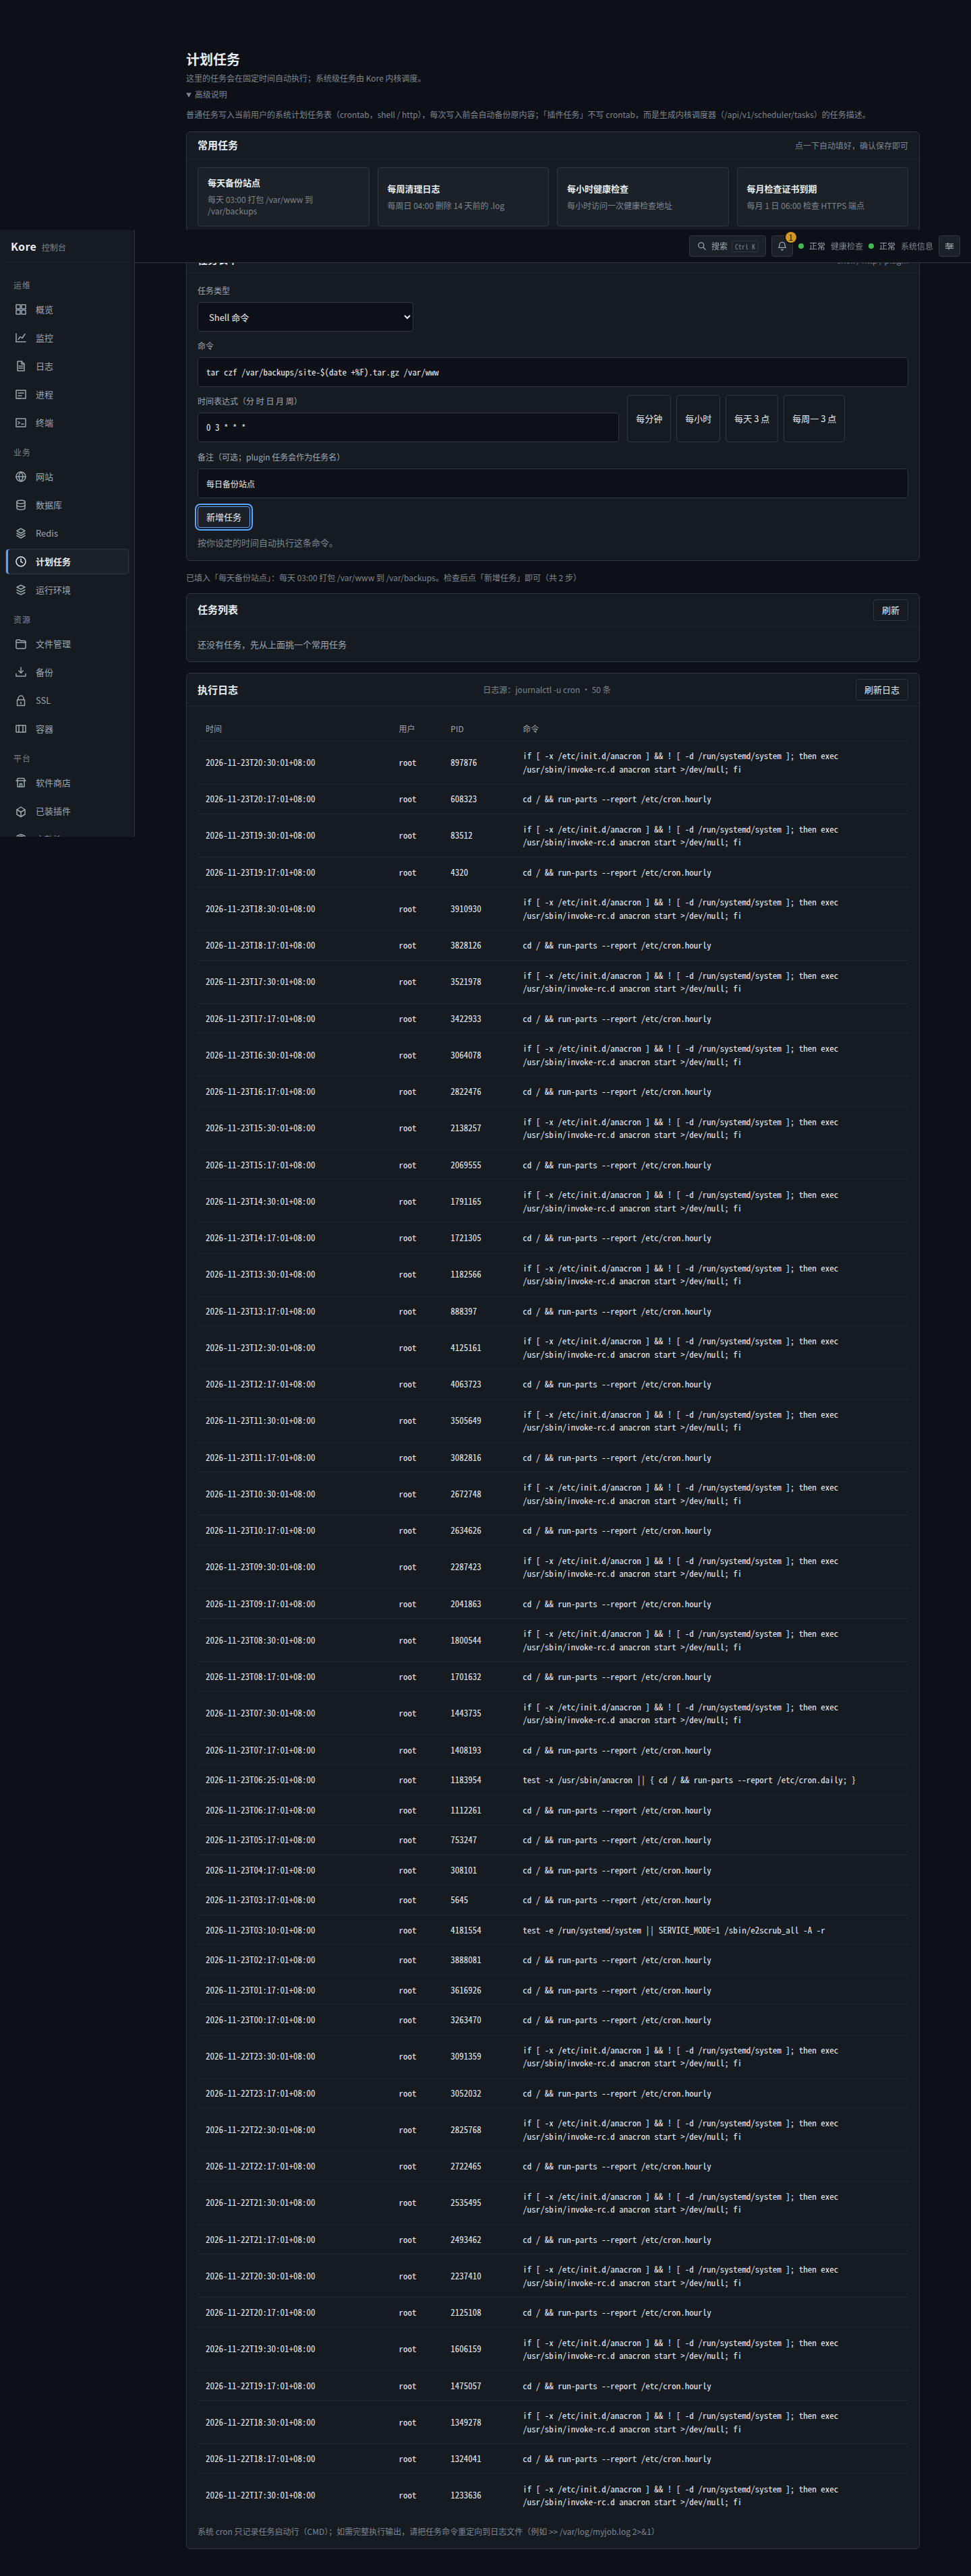 计划任务
这里的任务会在固定时间自动执行；系统级任务由 Kore 内核调度。
▼ 高级说明
普通任务写入当前用户的系统计划任务表（crontab，shell / http），每次写入前会自动备份原内容；「插件任务」不写 crontab，而是生成内核调度器（/api/v1/scheduler/tasks）的任务描述。
常用任务
点一下自动填好，确认保存即可
每天备份站点
每天 03:00 打包 /var/www 到
/var/backups
每周清理日志
每周日 04:00 删除 14 天前的 .log
每小时健康检查
每小时访问一次健康检查地址
每月检查证书到期
每月 1 日 06:00 检查 HTTPS 端点
Kore 控制台
搜索 Ctrl K
1
正常 健康检查
正常 系统信息
运维
概览
监控
日志
进程
终端
业务
网站
数据库
Redis
计划任务
运行环境
资源
文件管理
备份
SSL
容器
平台
软件商店
已装插件
任务类型
Shell 命令
命令
tar czf /var/backups/site-$(date +%F).tar.gz /var/www
时间表达式（分 时 日 月 周）
0 3 * * *
每分钟
每小时
每天 3 点
每周一 3 点
备注（可选；plugin 任务会作为任务名）
每日备份站点
新增任务
按你设定的时间自动执行这条命令。
已填入「每天备份站点」：每天 03:00 打包 /var/www 到 /var/backups。检查后点「新增任务」即可（共 2 步）
任务列表
刷新
还没有任务，先从上面挑一个常用任务
执行日志
日志源：journalctl -u cron · 50 条
刷新日志
时间 用户 PID 命令
2026-11-23T20:30:01+08:00 root 897876 if [ -x /etc/init.d/anacron ] && ! [ -d /run/systemd/system ]; then exec
/usr/sbin/invoke-rc.d anacron start >/dev/null; fi
2026-11-23T20:17:01+08:00 root 608323 cd / && run-parts --report /etc/cron.hourly
2026-11-23T19:30:01+08:00 root 83512 if [ -x /etc/init.d/anacron ] && ! [ -d /run/systemd/system ]; then exec
/usr/sbin/invoke-rc.d anacron start >/dev/null; fi
2026-11-23T19:17:01+08:00 root 4320 cd / && run-parts --report /etc/cron.hourly
2026-11-23T18:30:01+08:00 root 3910930 if [ -x /etc/init.d/anacron ] && ! [ -d /run/systemd/system ]; then exec
/usr/sbin/invoke-rc.d anacron start >/dev/null; fi
2026-11-23T18:17:01+08:00 root 3828126 cd / && run-parts --report /etc/cron.hourly
2026-11-23T17:30:01+08:00 root 3521978 if [ -x /etc/init.d/anacron ] && ! [ -d /run/systemd/system ]; then exec
/usr/sbin/invoke-rc.d anacron start >/dev/null; fi
2026-11-23T17:17:01+08:00 root 3422933 cd / && run-parts --report /etc/cron.hourly
2026-11-23T16:30:01+08:00 root 3064078 if [ -x /etc/init.d/anacron ] && ! [ -d /run/systemd/system ]; then exec
/usr/sbin/invoke-rc.d anacron start >/dev/null; fi
2026-11-23T16:17:01+08:00 root 2822476 cd / && run-parts --report /etc/cron.hourly
2026-11-23T15:30:01+08:00 root 2138257 if [ -x /etc/init.d/anacron ] && ! [ -d /run/systemd/system ]; then exec
/usr/sbin/invoke-rc.d anacron start >/dev/null; fi
2026-11-23T15:17:01+08:00 root 2069555 cd / && run-parts --report /etc/cron.hourly
2026-11-23T14:30:01+08:00 root 1791165 if [ -x /etc/init.d/anacron ] && ! [ -d /run/systemd/system ]; then exec
/usr/sbin/invoke-rc.d anacron start >/dev/null; fi
2026-11-23T14:17:01+08:00 root 1721305 cd / && run-parts --report /etc/cron.hourly
2026-11-23T13:30:01+08:00 root 1182566 if [ -x /etc/init.d/anacron ] && ! [ -d /run/systemd/system ]; then exec
/usr/sbin/invoke-rc.d anacron start >/dev/null; fi
2026-11-23T13:17:01+08:00 root 888397 cd / && run-parts --report /etc/cron.hourly
2026-11-23T12:30:01+08:00 root 4125161 if [ -x /etc/init.d/anacron ] && ! [ -d /run/systemd/system ]; then exec
/usr/sbin/invoke-rc.d anacron start >/dev/null; fi
2026-11-23T12:17:01+08:00 root 4063723 cd / && run-parts --report /etc/cron.hourly
2026-11-23T11:30:01+08:00 root 3505649 if [ -x /etc/init.d/anacron ] && ! [ -d /run/systemd/system ]; then exec
/usr/sbin/invoke-rc.d anacron start >/dev/null; fi
2026-11-23T11:17:01+08:00 root 3082816 cd / && run-parts --report /etc/cron.hourly
2026-11-23T10:30:01+08:00 root 2672748 if [ -x /etc/init.d/anacron ] && ! [ -d /run/systemd/system ]; then exec
/usr/sbin/invoke-rc.d anacron start >/dev/null; fi
2026-11-23T10:17:01+08:00 root 2634626 cd / && run-parts --report /etc/cron.hourly
2026-11-23T09:30:01+08:00 root 2287423 if [ -x /etc/init.d/anacron ] && ! [ -d /run/systemd/system ]; then exec
/usr/sbin/invoke-rc.d anacron start >/dev/null; fi
2026-11-23T09:17:01+08:00 root 2041863 cd / && run-parts --report /etc/cron.hourly
2026-11-23T08:30:01+08:00 root 1800544 if [ -x /etc/init.d/anacron ] && ! [ -d /run/systemd/system ]; then exec
/usr/sbin/invoke-rc.d anacron start >/dev/null; fi
2026-11-23T08:17:01+08:00 root 1701632 cd / && run-parts --report /etc/cron.hourly
2026-11-23T07:30:01+08:00 root 1443735 if [ -x /etc/init.d/anacron ] && ! [ -d /run/systemd/system ]; then exec
/usr/sbin/invoke-rc.d anacron start >/dev/null; fi
2026-11-23T07:17:01+08:00 root 1408193 cd / && run-parts --report /etc/cron.hourly
2026-11-23T06:25:01+08:00 root 1183954 test -x /usr/sbin/anacron || { cd / && run-parts --report /etc/cron.daily; }
2026-11-23T06:17:01+08:00 root 1112261 cd / && run-parts --report /etc/cron.hourly
2026-11-23T05:17:01+08:00 root 753247 cd / && run-parts --report /etc/cron.hourly
2026-11-23T04:17:01+08:00 root 308101 cd / && run-parts --report /etc/cron.hourly
2026-11-23T03:17:01+08:00 root 5645 cd / && run-parts --report /etc/cron.hourly
2026-11-23T03:10:01+08:00 root 4181554 test -e /run/systemd/system || SERVICE_MODE=1 /sbin/e2scrub_all -A -r
2026-11-23T02:17:01+08:00 root 3888081 cd / && run-parts --report /etc/cron.hourly
2026-11-23T01:17:01+08:00 root 3616926 cd / && run-parts --report /etc/cron.hourly
2026-11-23T00:17:01+08:00 root 3263470 cd / && run-parts --report /etc/cron.hourly
2026-11-22T23:30:01+08:00 root 3091359 if [ -x /etc/init.d/anacron ] && ! [ -d /run/systemd/system ]; then exec
/usr/sbin/invoke-rc.d anacron start >/dev/null; fi
2026-11-22T23:17:01+08:00 root 3052032 cd / && run-parts --report /etc/cron.hourly
2026-11-22T22:30:01+08:00 root 2825768 if [ -x /etc/init.d/anacron ] && ! [ -d /run/systemd/system ]; then exec
/usr/sbin/invoke-rc.d anacron start >/dev/null; fi
2026-11-22T22:17:01+08:00 root 2722465 cd / && run-parts --report /etc/cron.hourly
2026-11-22T21:30:01+08:00 root 2535495 if [ -x /etc/init.d/anacron ] && ! [ -d /run/systemd/system ]; then exec
/usr/sbin/invoke-rc.d anacron start >/dev/null; fi
2026-11-22T21:17:01+08:00 root 2493462 cd / && run-parts --report /etc/cron.hourly
2026-11-22T20:30:01+08:00 root 2237410 if [ -x /etc/init.d/anacron ] && ! [ -d /run/systemd/system ]; then exec
/usr/sbin/invoke-rc.d anacron start >/dev/null; fi
2026-11-22T20:17:01+08:00 root 2125108 cd / && run-parts --report /etc/cron.hourly
2026-11-22T19:30:01+08:00 root 1606159 if [ -x /etc/init.d/anacron ] && ! [ -d /run/systemd/system ]; then exec
/usr/sbin/invoke-rc.d anacron start >/dev/null; fi
2026-11-22T19:17:01+08:00 root 1475057 cd / && run-parts --report /etc/cron.hourly
2026-11-22T18:30:01+08:00 root 1349278 if [ -x /etc/init.d/anacron ] && ! [ -d /run/systemd/system ]; then exec
/usr/sbin/invoke-rc.d anacron start >/dev/null; fi
2026-11-22T18:17:01+08:00 root 1324041 cd / && run-parts --report /etc/cron.hourly
2026-11-22T17:30:01+08:00 root 1233636 if [ -x /etc/init.d/anacron ] && ! [ -d /run/systemd/system ]; then exec
/usr/sbin/invoke-rc.d anacron start >/dev/null; fi
系统 cron 只记录任务启动行（CMD）；如需完整执行输出，请把任务命令重定向到日志文件（例如 >> /var/log/myjob.log 2>&1）